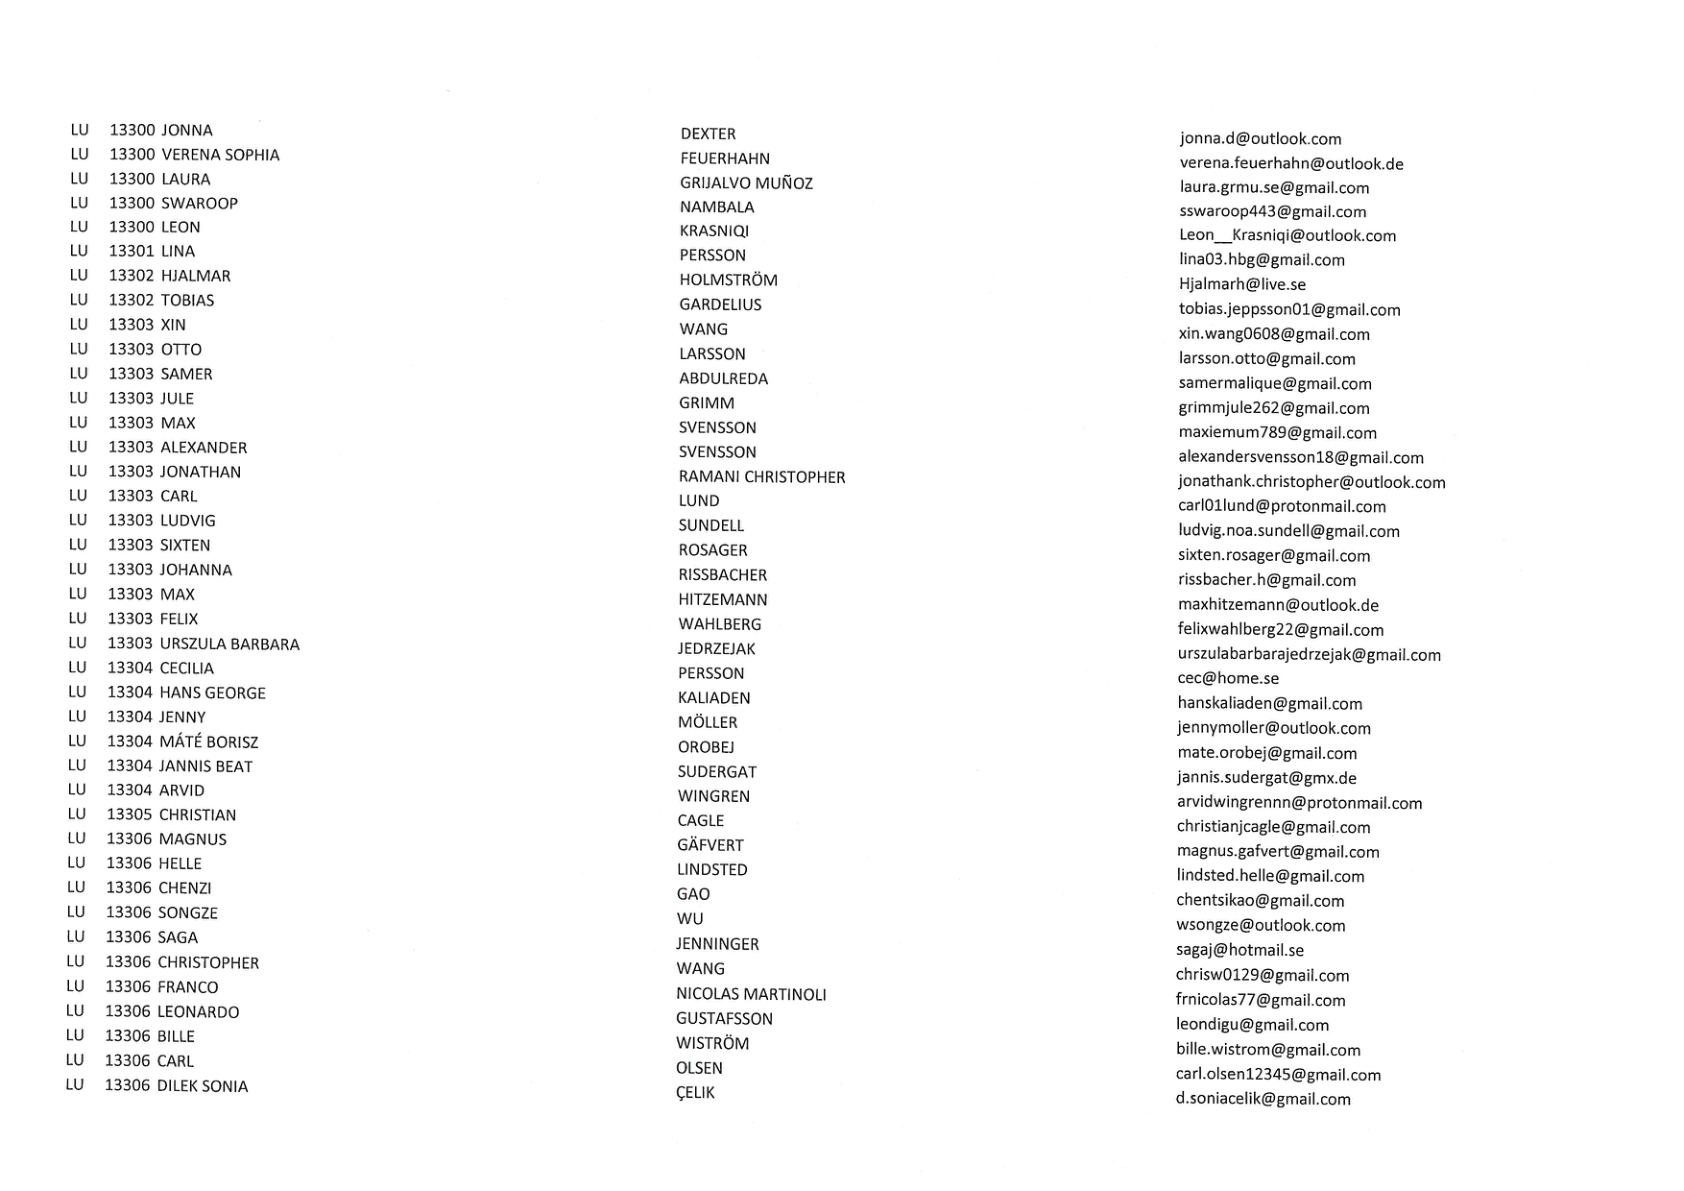 LU 13300 JONNA DEXTER jonna.d@outlook.com
LU 13300 VERENA SOPHIA FEUERHAHN verena.feuerhahn@outlook.de
LU 13300 LAURA GRIJALVO MUÑOZ laura.grmu.se@gmail.com
LU 13300 SWAROOP NAMBALA sswaroop443@gmail.com
LU 13300 LEON KRASNIQI Leon__Krasniqi@outlook.com
LU 13301 LINA PERSSON lina03.hbg@gmail.com
LU 13302 HJALMAR HOLMSTRÖM Hjalmarh@live.se
LU 13302 TOBIAS GARDELIUS tobias.jeppsson01@gmail.com
LU 13303 XIN WANG xin.wang0608@gmail.com
LU 13303 OTTO LARSSON larsson.otto@gmail.com
LU 13303 SAMER ABDULREDA samermalique@gmail.com
LU 13303 JULE GRIMM grimmjule262@gmail.com
LU 13303 MAX SVENSSON maxiemum789@gmail.com
LU 13303 ALEXANDER SVENSSON alexandersvensson18@gmail.com
LU 13303 JONATHAN RAMANI CHRISTOPHER jonathank.christopher@outlook.com
LU 13303 CARL LUND carl01lund@protonmail.com
LU 13303 LUDVIG SUNDELL ludvig.noa.sundell@gmail.com
LU 13303 SIXTEN ROSAGER sixten.rosager@gmail.com
LU 13303 JOHANNA RISSBACHER rissbacher.h@gmail.com
LU 13303 MAX HITZEMANN maxhitzemann@outlook.de
LU 13303 FELIX WAHLBERG felixwahlberg22@gmail.com
LU 13303 URSZULA BARBARA JEDRZEJAK urszulabarbarajedrzejak@gmail.com
LU 13304 CECILIA PERSSON cec@home.se
LU 13304 HANS GEORGE KALIADEN hanskaliaden@gmail.com
LU 13304 JENNY MÖLLER jennymoller@outlook.com
LU 13304 MÁTÉ BORISZ OROBEJ mate.orobej@gmail.com
LU 13304 JANNIS BEAT SUDERGAT jannis.sudergat@gmx.de
LU 13304 ARVID WINGREN arvidwingrennn@protonmail.com
LU 13305 CHRISTIAN CAGLE christianjcagle@gmail.com
LU 13306 MAGNUS GÄFVERT magnus.gafvert@gmail.com
LU 13306 HELLE LINDSTED lindsted.helle@gmail.com
LU 13306 CHENZI GAO chentsikao@gmail.com
LU 13306 SONGZE WU wsongze@outlook.com
LU 13306 SAGA JENNINGER sagaj@hotmail.se
LU 13306 CHRISTOPHER WANG chrisw0129@gmail.com
LU 13306 FRANCO NICOLAS MARTINOLI frnicolas77@gmail.com
LU 13306 LEONARDO GUSTAFSSON leondigu@gmail.com
LU 13306 BILLE WISTRÖM bille.wistrom@gmail.com
LU 13306 CARL OLSEN carl.olsen12345@gmail.com
LU 13306 DILEK SONIA ÇELIK d.soniacelik@gmail.com